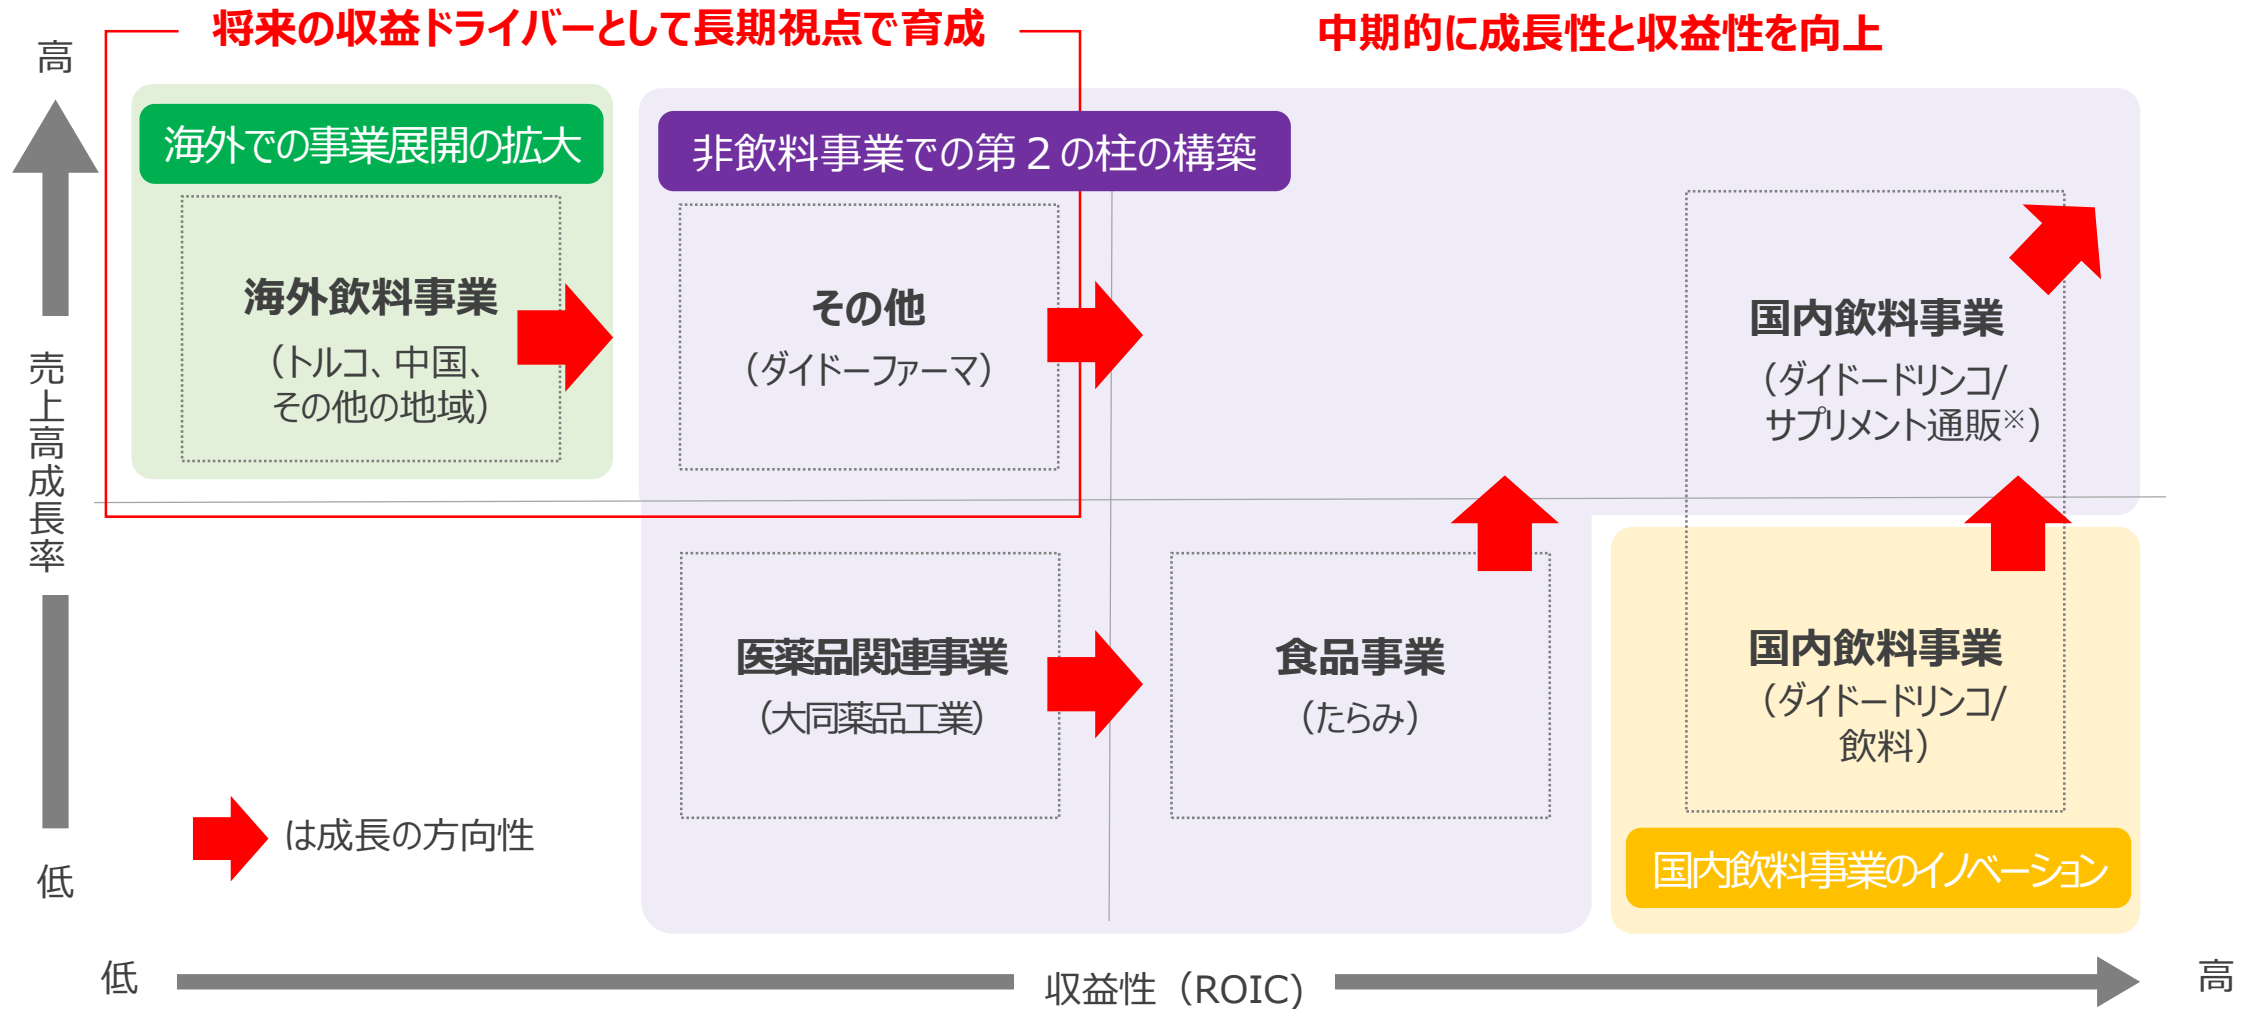 将来の収益ドライバーとして長期視点で育成
中期的に成長性と収益性を向上
高
海外での事業展開の拡大
非飲料事業での第２の柱の構築
海外飲料事業
（トルコ、中国、
その他の地域）
その他
（ダイドーファーマ）
国内飲料事業
（ダイドードリンコ/
サプリメント通販※）
売上高成長率
医薬品関連事業
（大同薬品工業）
食品事業
（たらみ）
国内飲料事業
（ダイドードリンコ/
飲料）
は成長の方向性
国内飲料事業のイノベーション
低
低
収益性（ROIC）
高